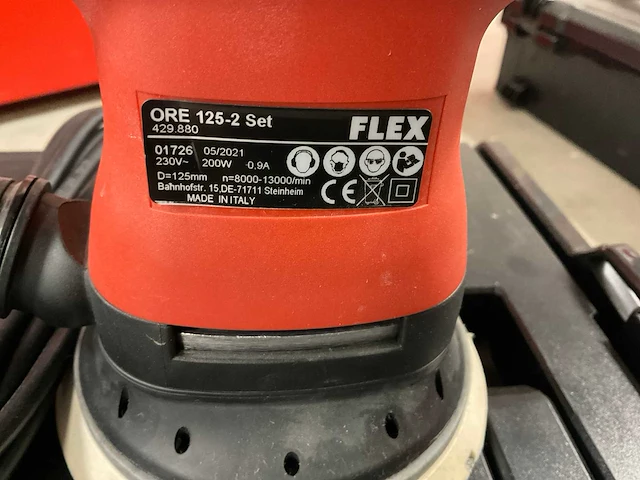 ORE 125-2 Set
429.880
FLEX
01726 05/2021
230V~ 200W 0.9A
D=125mm n=8000-13000/min
Bahnhofstr. 15,DE-71711 Steinheim
MADE IN ITALY
CE